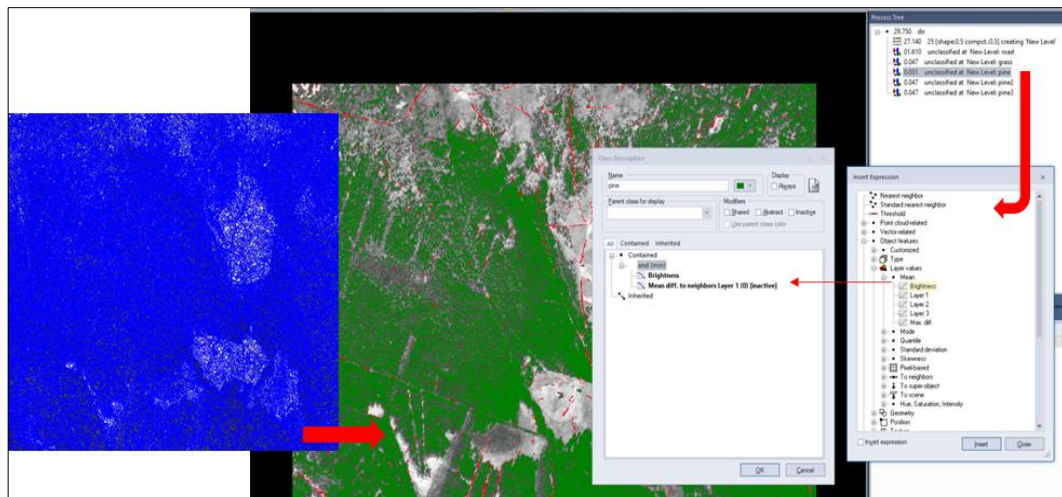 Process Tree
29.750 do
27.140 25 [shape:0.5 compct.:0.5] creating 'New Level'
01.610 unclassified at New Level: road
0.047 unclassified at New Level: grass
0.031 unclassified at New Level: pine
0.047 unclassified at New Level: pine2
0.047 unclassified at New Level: pine3
Class Description
Name
pine
Display
Always
Parent class for display
Modifiers
Shared
Abstract
Inactive
Use parent class color
All Contained Inherited
Contained
and (min)
Brightness
Mean diff. to neighbors Layer 1 (0) [inactive]
Inherited
OK
Cancel
Insert Expression
Nearest neighbor
Standard nearest neighbor
Threshold
Point cloud-related
Vector-related
Object features
Customized
Type
Layer values
Mean
Brightness
Layer 1
Layer 2
Layer 3
Max. diff.
Mode
Quantile
Standard deviation
Skewness
Pixel-based
To neighbors
To super-object
To scene
Hue, Saturation, Intensity
Geometry
Position
Insert expression
Insert
Close